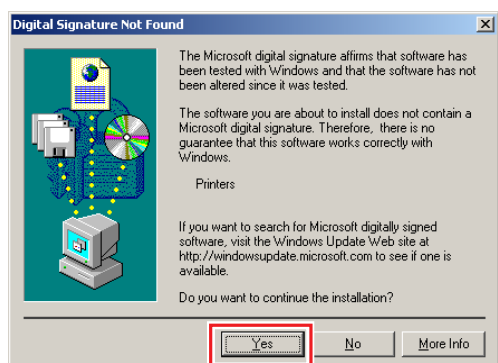 Digital Signature Not Found
The Microsoft digital signature affirms that software has
been tested with Windows and that the software has not
been altered since it was tested.
The software you are about to install does not contain a
Microsoft digital signature. Therefore, there is no
guarantee that this software works correctly with
Windows.
Printers
If you want to search for Microsoft digitally signed
software, visit the Windows Update Web site at
http://windowsupdate.microsoft.com to see if one is
available.
Do you want to continue the installation?
Yes No More Info